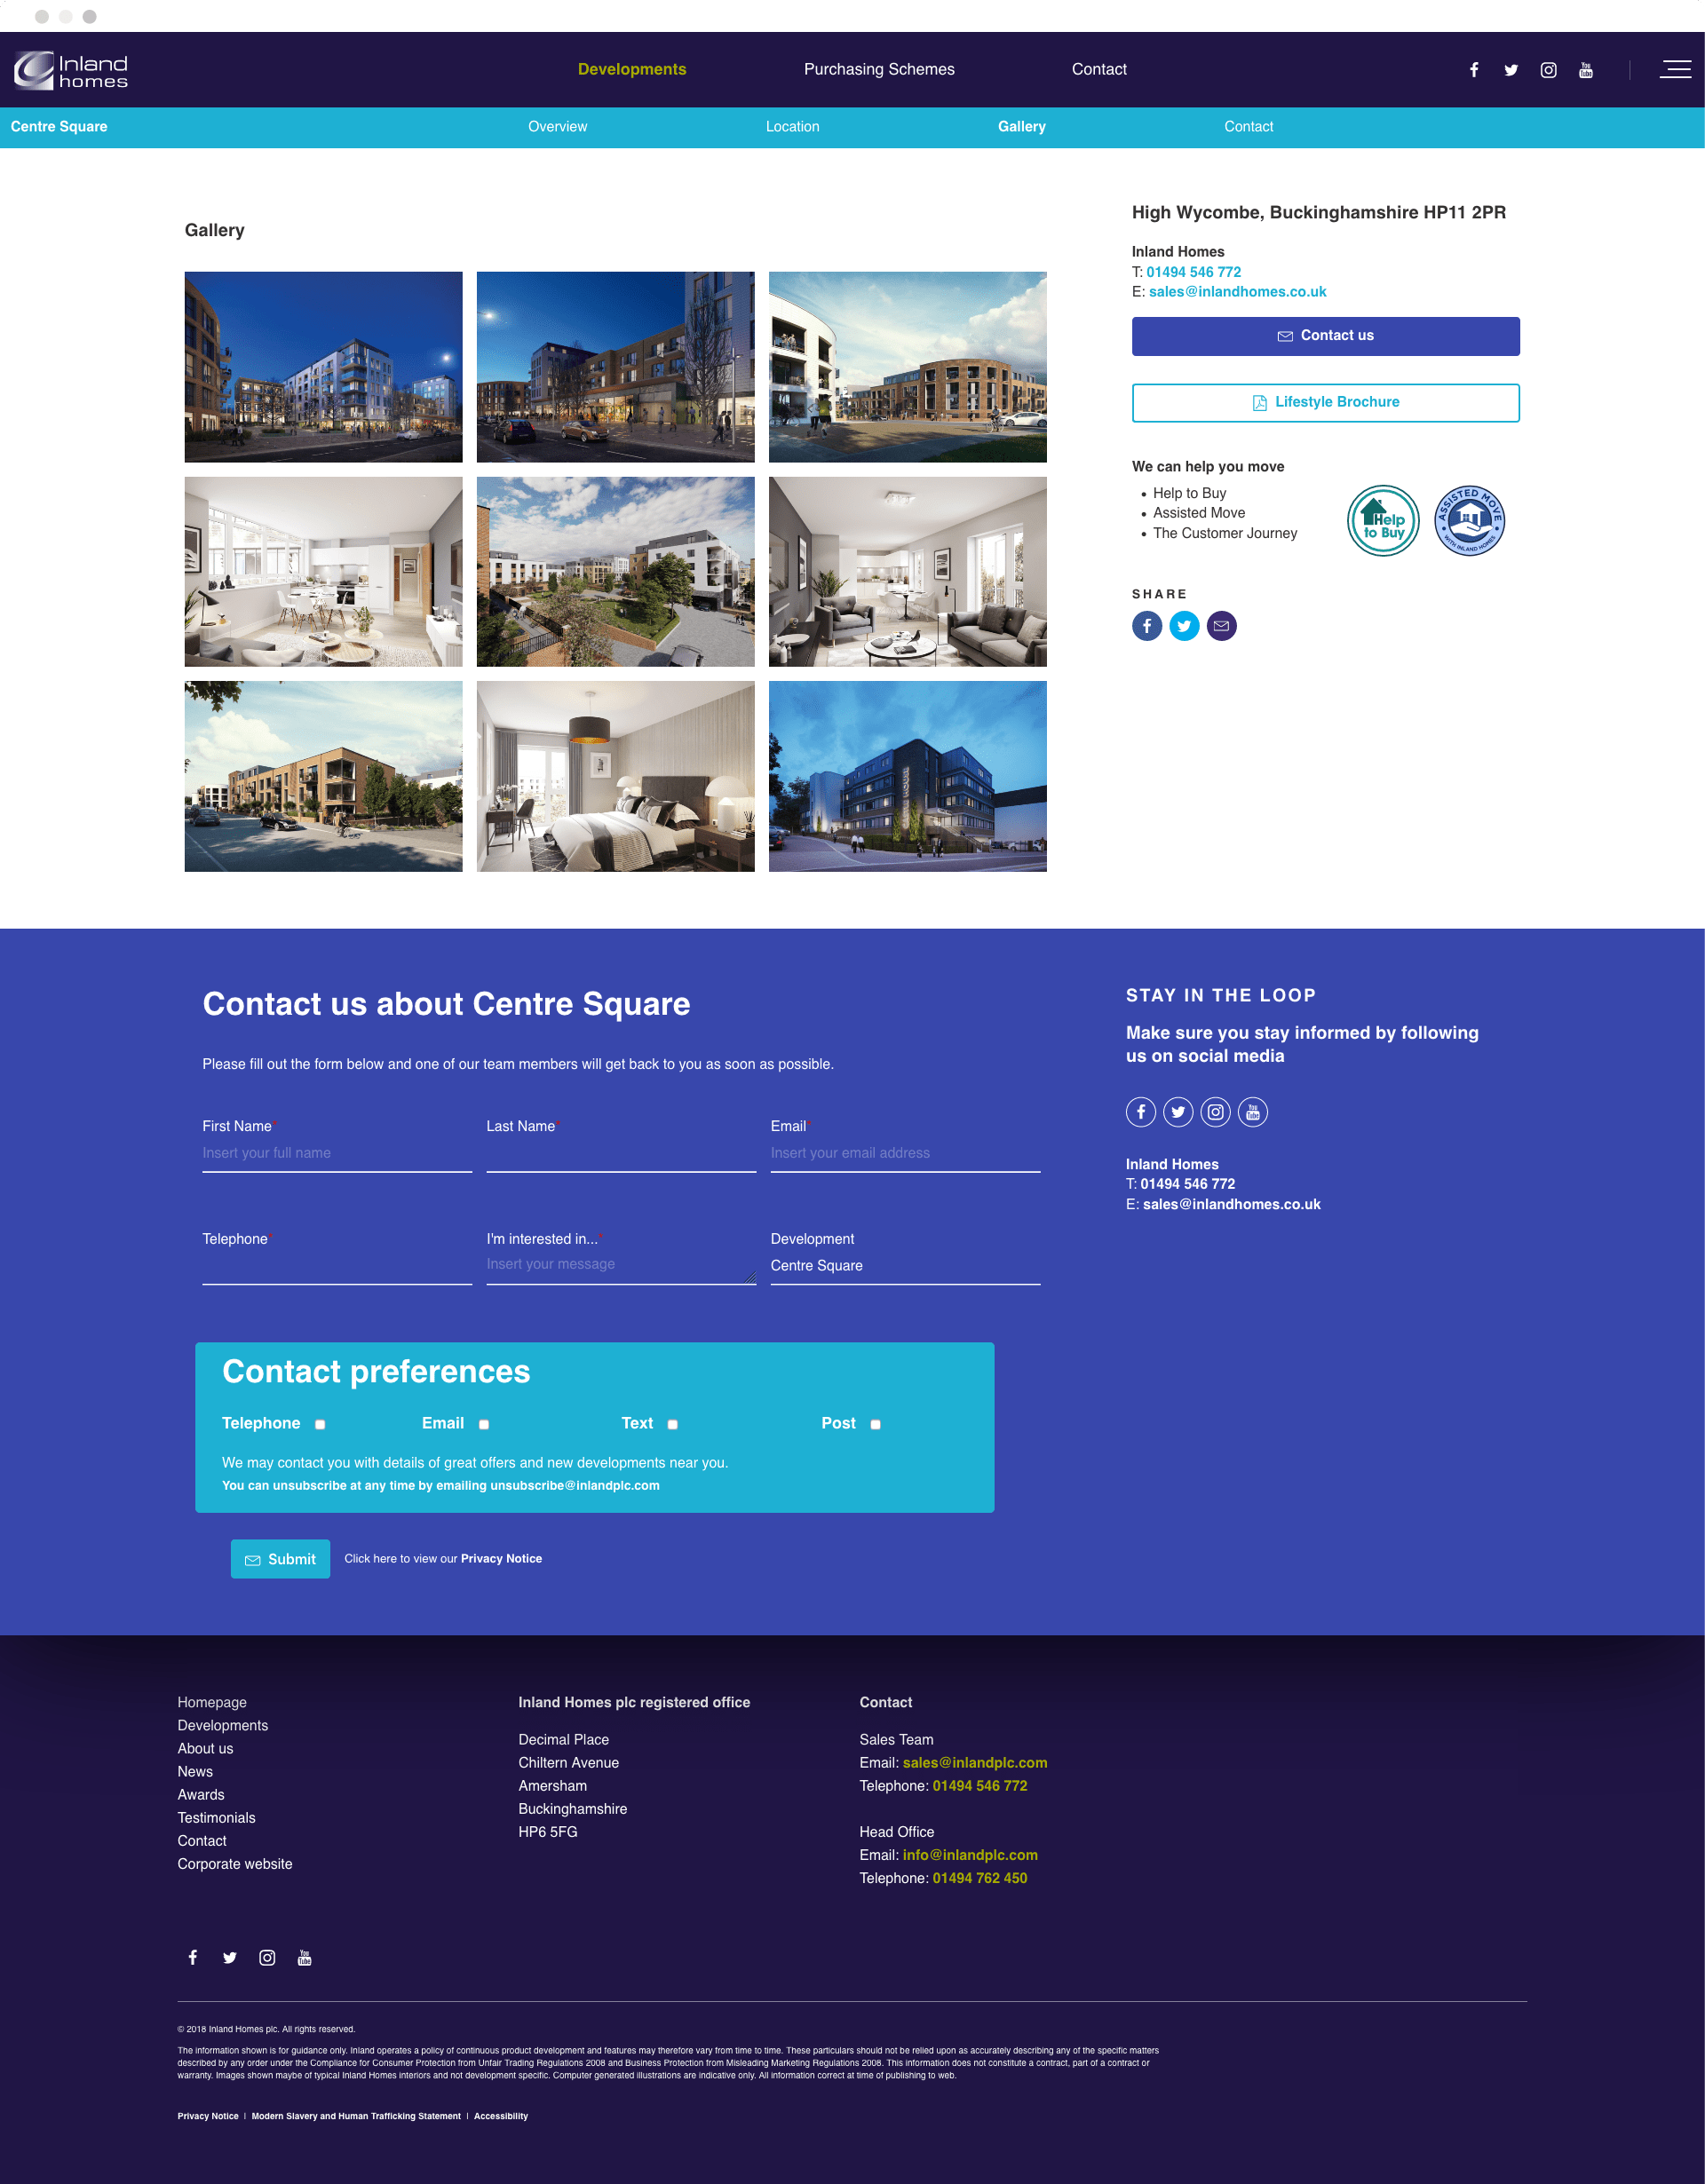 Inland
homes
Developments
Purchasing Schemes
Contact
Centre Square
Overview
Location
Gallery
Contact
Gallery
High Wycombe, Buckinghamshire HP11 2PR
Inland Homes
T: 01494 546 772
E: sales@inlandhomes.co.uk
Contact us
Lifestyle Brochure
We can help you move
• Help to Buy
• Assisted Move
• The Customer Journey
Help
to Buy
ASSISTED MOVE
WITH INLAND HOMES
SHARE
Contact us about Centre Square
Please fill out the form below and one of our team members will get back to you as soon as possible.
First Name*
Insert your full name
Last Name*
Email*
Insert your email address
Telephone*
I'm interested in...*
Insert your message
Development
Centre Square
Contact preferences
Telephone
Email
Text
Post
We may contact you with details of great offers and new developments near you.
You can unsubscribe at any time by emailing unsubscribe@inlandplc.com
Submit
Click here to view our Privacy Notice
STAY IN THE LOOP
Make sure you stay informed by following
us on social media
You
Tube
Inland Homes
T: 01494 546 772
E: sales@inlandhomes.co.uk
Homepage
Developments
About us
News
Awards
Testimonials
Contact
Corporate website
Inland Homes plc registered office
Decimal Place
Chiltern Avenue
Amersham
Buckinghamshire
HP6 5FG
Contact
Sales Team
Email: sales@inlandplc.com
Telephone: 01494 546 772
Head Office
Email: info@inlandplc.com
Telephone: 01494 762 450
© 2018 Inland Homes plc. All rights reserved.
The information shown is for guidance only. Inland operates a policy of continuous product development and features may therefore vary from time to time. These particulars should not be relied upon as accurately describing any of the specific matters
described by any order under the Compliance for Consumer Protection from Unfair Trading Regulations 2008 and Business Protection from Misleading Marketing Regulations 2008. This information does not constitute a contract, part of a contract or
warranty. Images shown maybe of typical Inland Homes interiors and not development specific. Computer generated illustrations are indicative only. All information correct at time of publishing to web.
Privacy Notice | Modern Slavery and Human Trafficking Statement | Accessibility